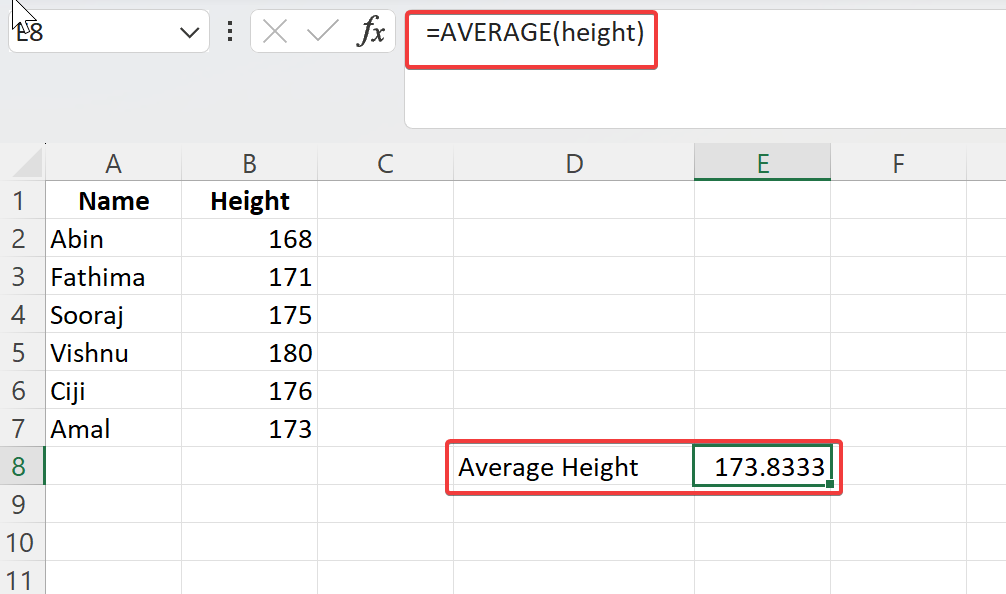 E8 fx =AVERAGE(height)
A B C D E F
1 Name Height
2 Abin 168
3 Fathima 171
4 Sooraj 175
5 Vishnu 180
6 Ciji 176
7 Amal 173
8 Average Height 173.8333
9
10
11